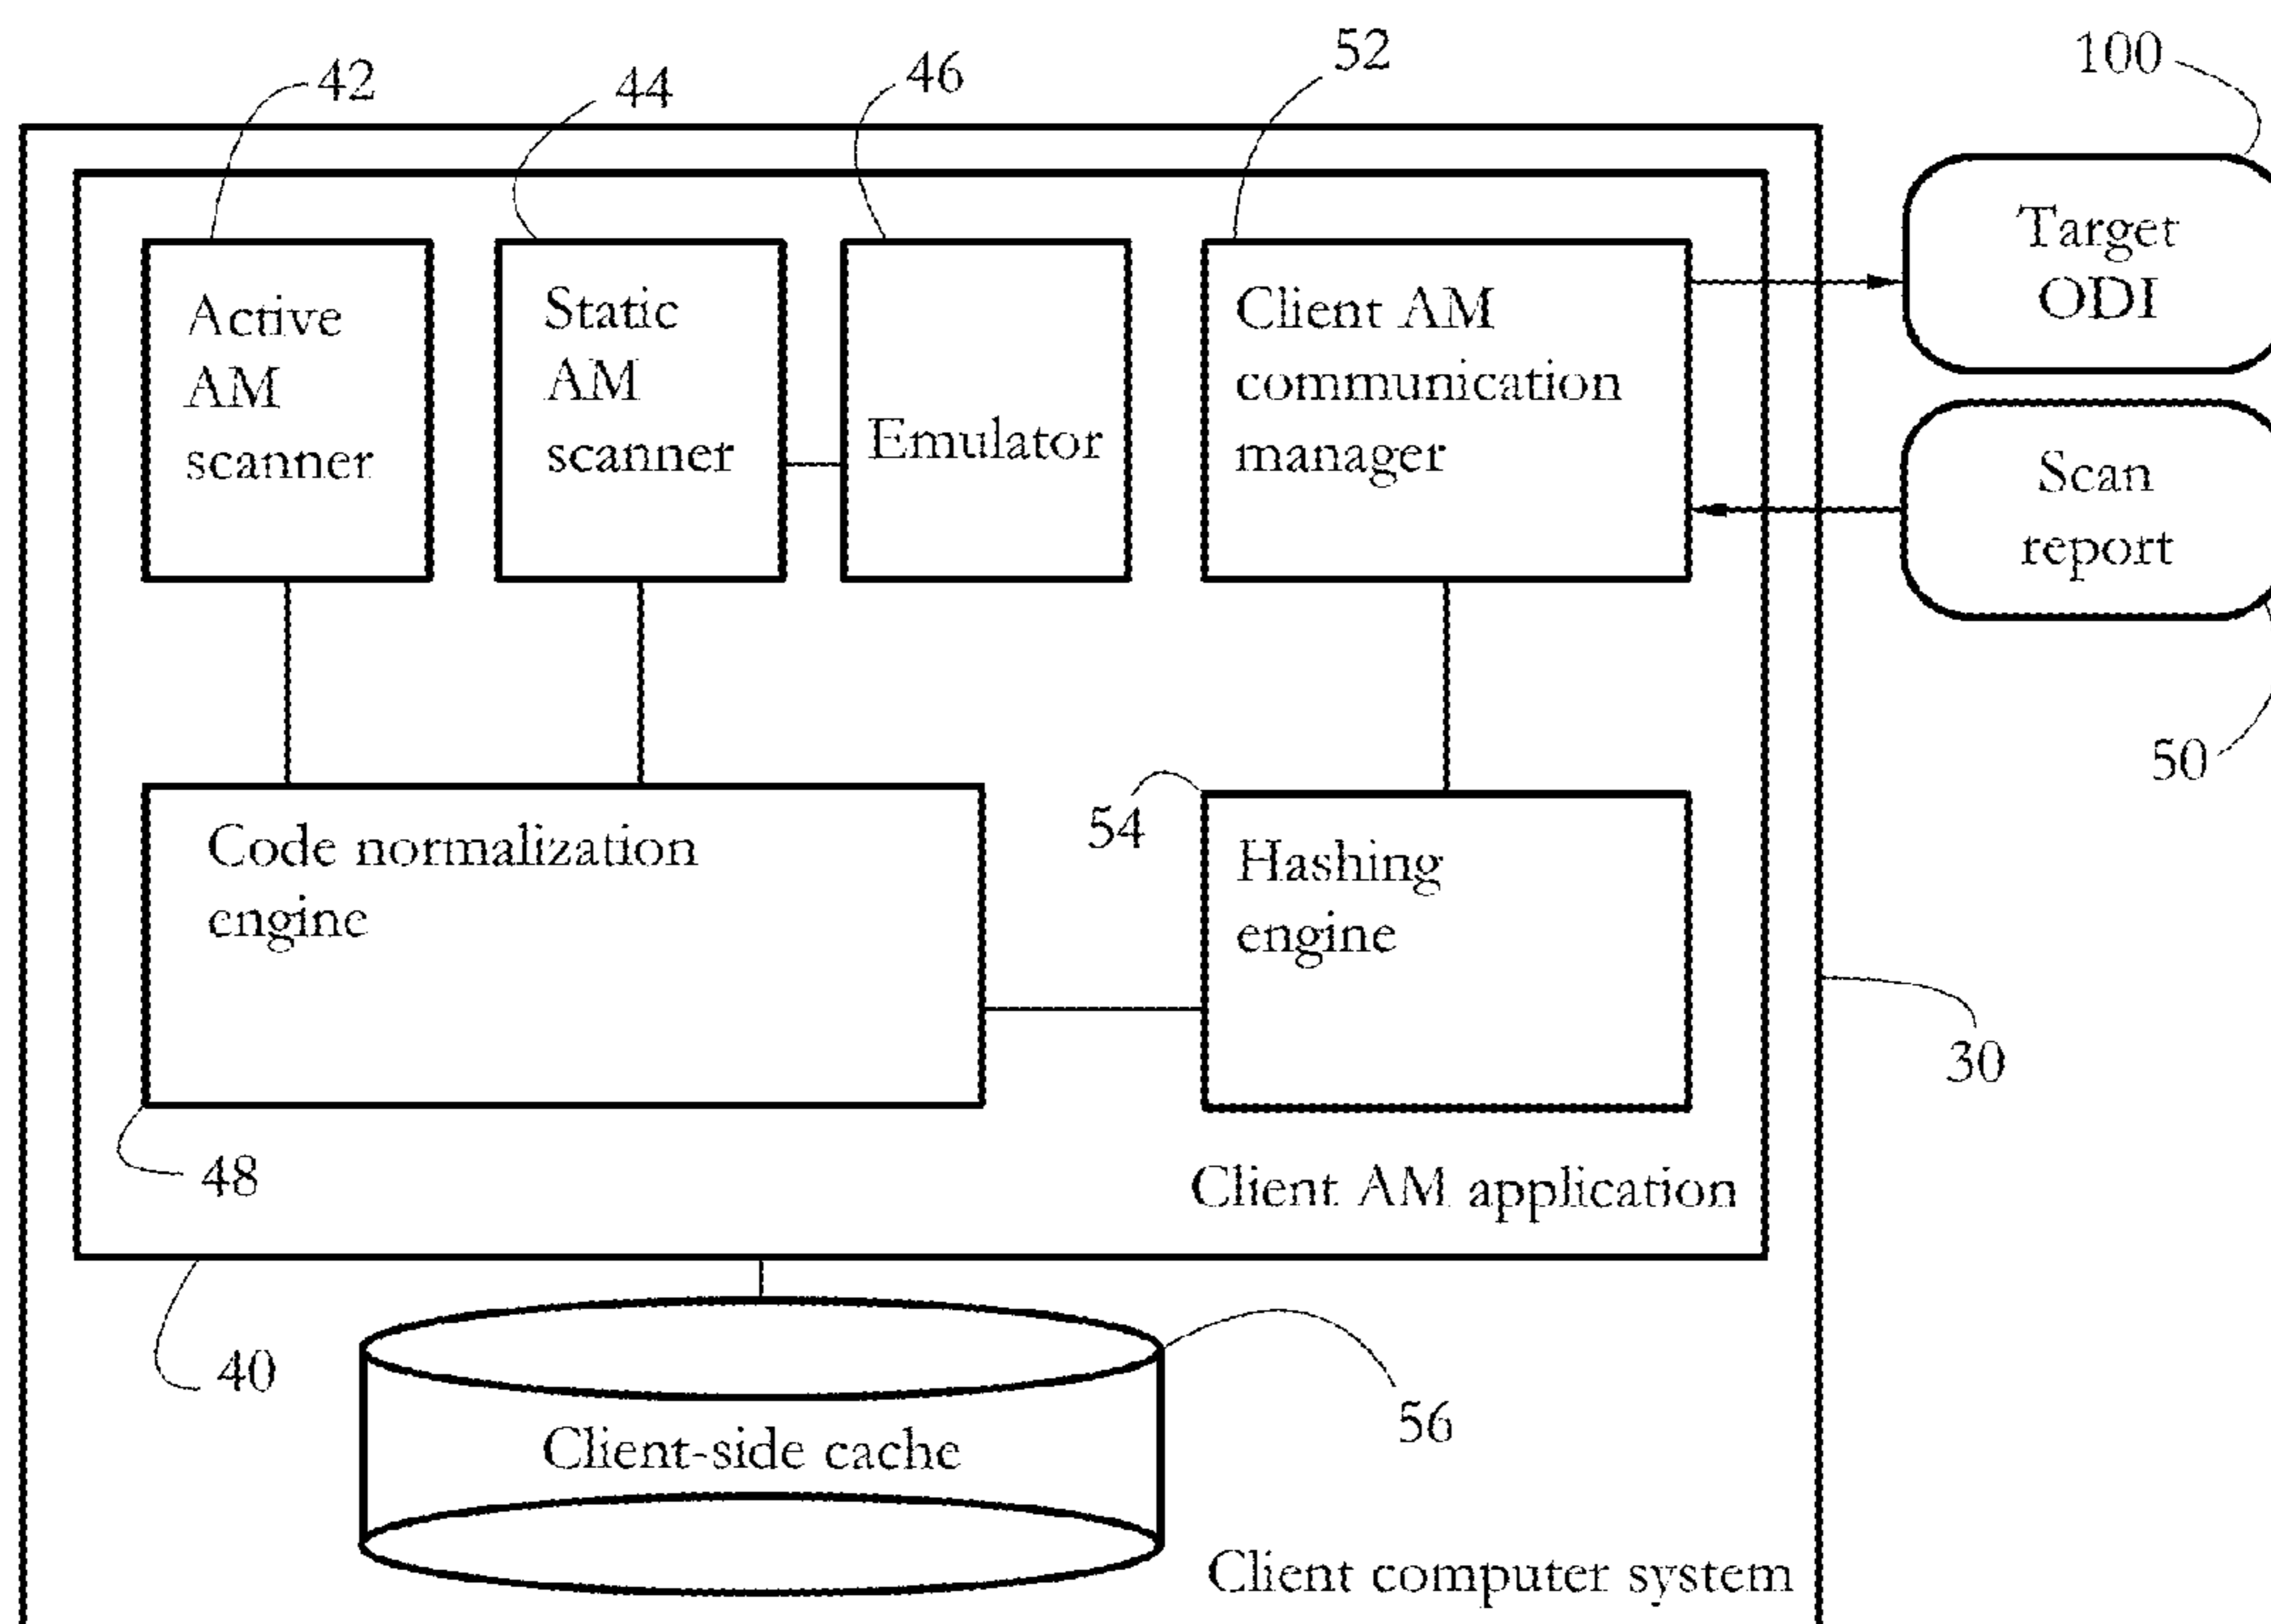 42
44
46
52
100
Active
AM
scanner
Static
AM
scanner
Emulator
Client AM
communication
manager
Target
ODI
Scan
report
50
Code normalization
engine
54
Hashing
engine
30
48
Client AM application
40
56
Client-side cache
Client computer system